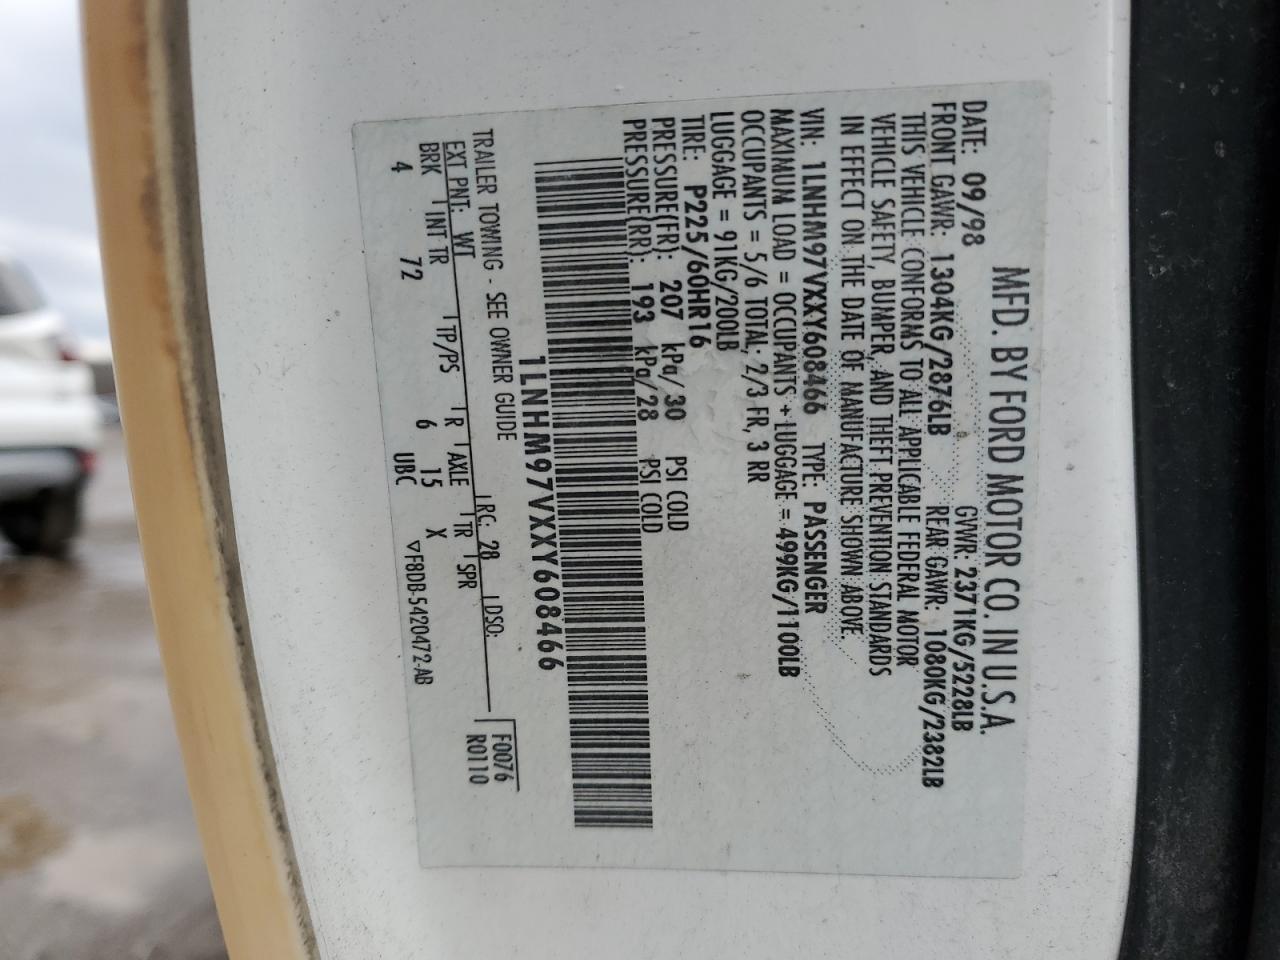 MFD. BY FORD MOTOR CO. IN U.S.A.
DATE: 09/98 GVWR: 2371KG/5228LB
FRONT GAWR: 1304KG/2876LB REAR GAWR: 1080KG/2382LB
THIS VEHICLE CONFORMS TO ALL APPLICABLE FEDERAL MOTOR
VEHICLE SAFETY, BUMPER, AND THEFT PREVENTION STANDARDS
IN EFFECT ON THE DATE OF MANUFACTURE SHOWN ABOVE
VIN: 1LNHM97VXXY608466 TYPE: PASSENGER
MAXIMUM LOAD = OCCUPANTS + LUGGAGE = 499KG/1100LB
OCCUPANTS = 5/6 TOTAL, 2/3 FR, 3 RR
LUGGAGE = 91KG/200LB
TIRE: P225/60HR16
PRESSURE(FR): 207 kPa/30 PSI COLD
PRESSURE(RR): 193 kPa/28 PSI COLD
1LNHM97VXXY608466
TRAILER TOWING - SEE OWNER GUIDE
EXT PNT: WT RC: 28 DSO: F0076
BRK INT TR TP/PS R AXLE TR SPR R0110
4 72 6 15 X
UBC ▽F8DB-5420472-AB